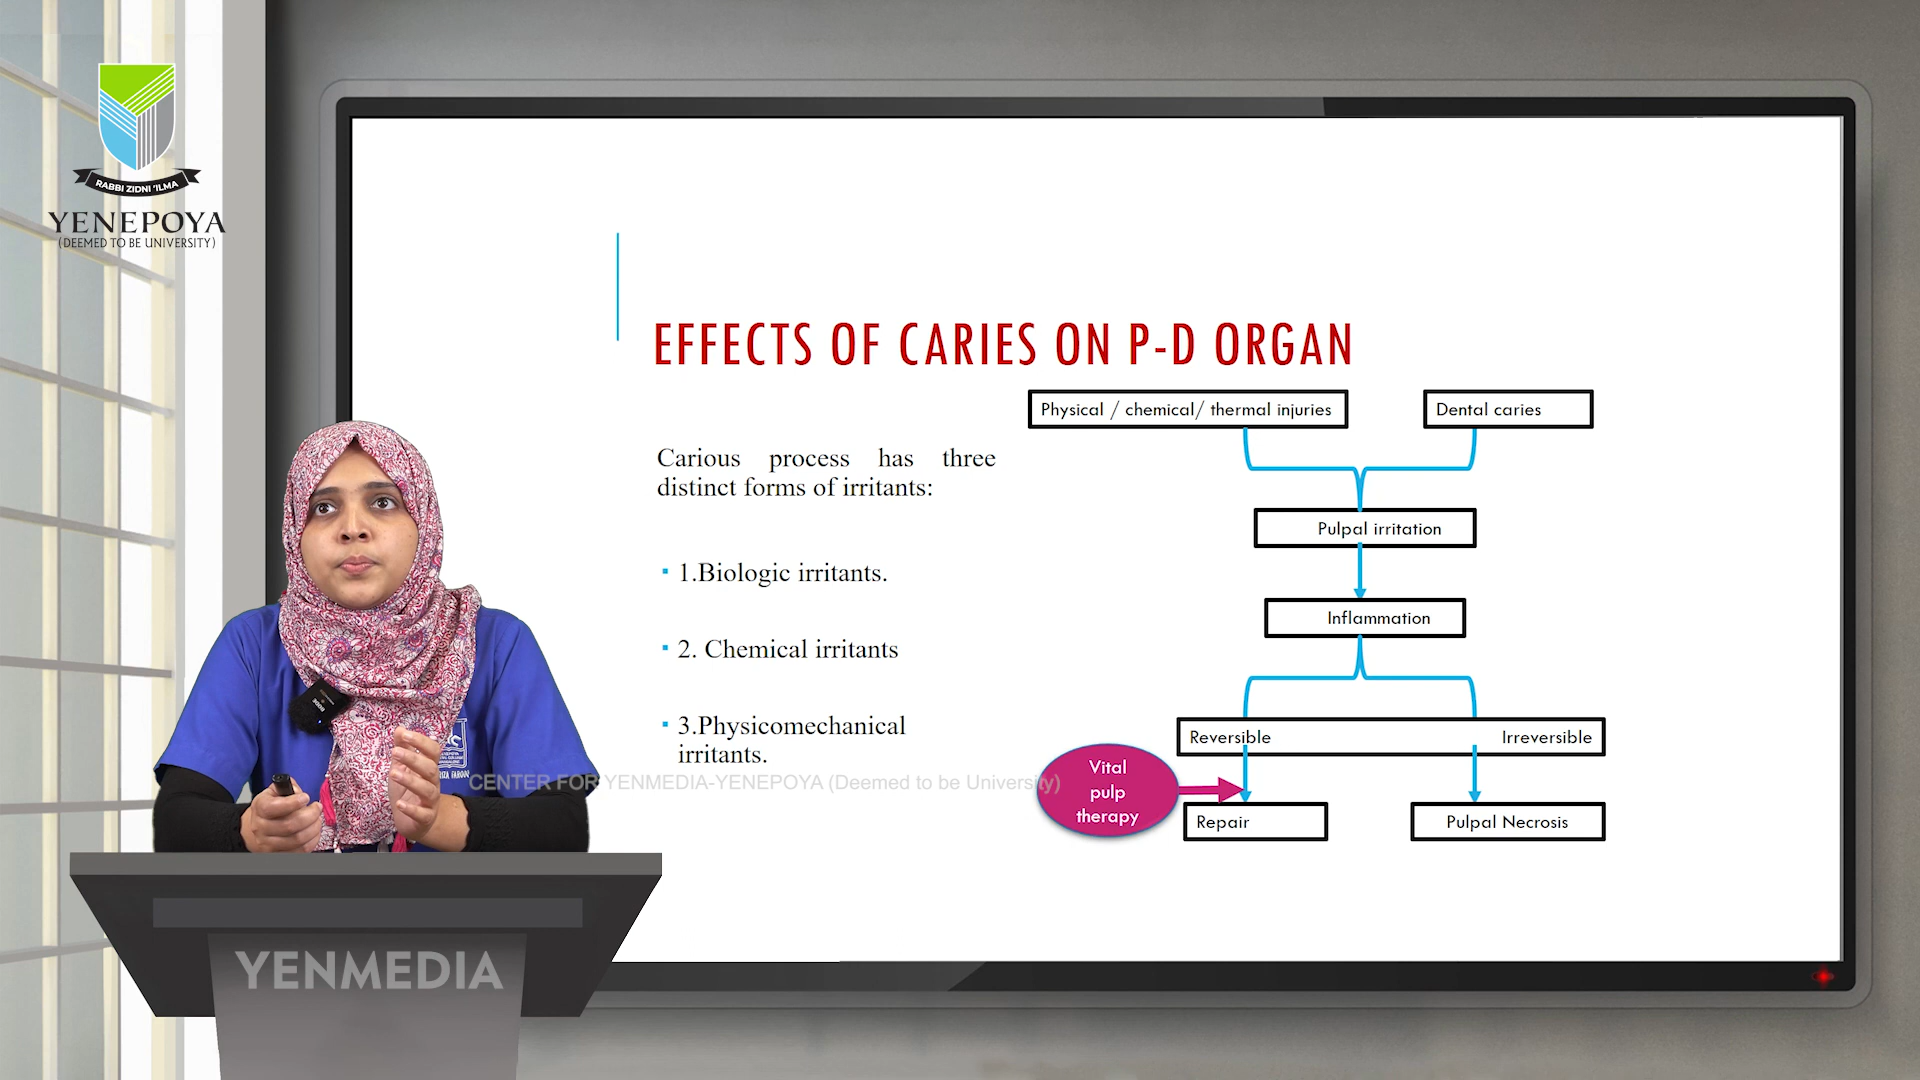 RABBI ZIDNI 'ILMA
YENEPOYA
(DEEMED TO BE UNIVERSITY)
EFFECTS OF CARIES ON P-D ORGAN
Carious process has three
distinct forms of irritants:
1.Biologic irritants.
2. Chemical irritants
3.Physicomechanical
irritants.
Physical / chemical/ thermal injuries
Dental caries
Pulpal irritation
Inflammation
Reversible
Irreversible
Vital
pulp
therapy
Repair
Pulpal Necrosis
CENTER FOR YENMEDIA-YENEPOYA (Deemed to be University)
YENMEDIA